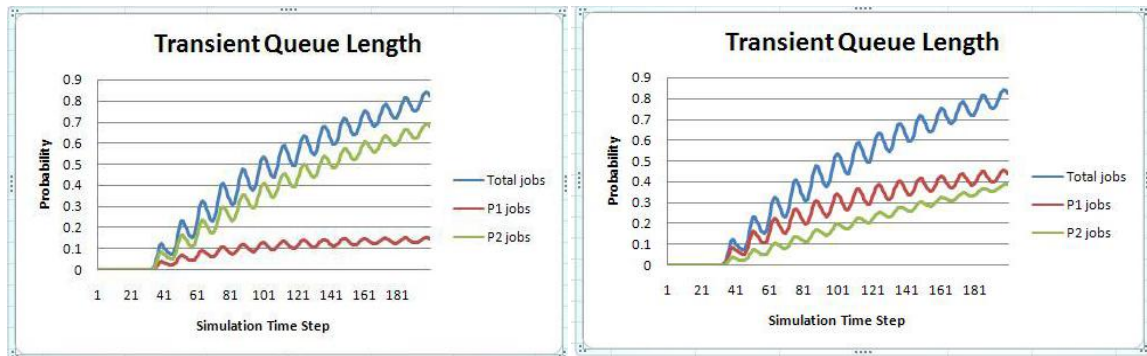 Transient Queue Length
0.9
0.8
0.7
0.6
0.5
0.4
0.3
0.2
0.1
0
Probability
1 21 41 61 81 101 121 141 161 181
Simulation Time Step
Total jobs
P1 jobs
P2 jobs
Transient Queue Length
0.9
0.8
0.7
0.6
0.5
0.4
0.3
0.2
0.1
0
Probability
1 21 41 61 81 101 121 141 161 181
Simulation Time Step
Total jobs
P1 jobs
P2 jobs